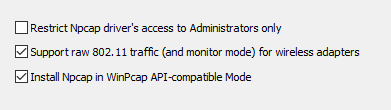 Restrict Npcap driver's access to Administrators only
Support raw 802.11 traffic (and monitor mode) for wireless adapters
Install Npcap in WinPcap API-compatible Mode